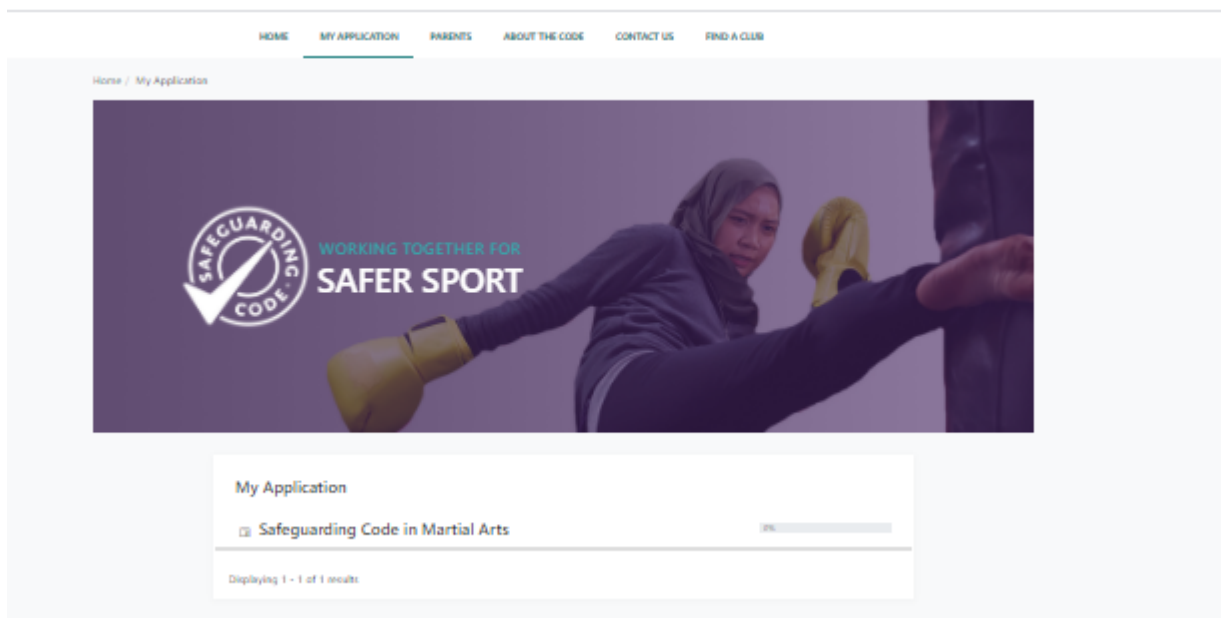 HOME MY APPLICATION PARENTS ABOUT THE CODE CONTACT US FIND A CLUB
Home / My Application
SAFEGUARDING CODE
WORKING TOGETHER FOR
SAFER SPORT
My Application
Safeguarding Code in Martial Arts
0%
Displaying 1 - 1 of 1 results